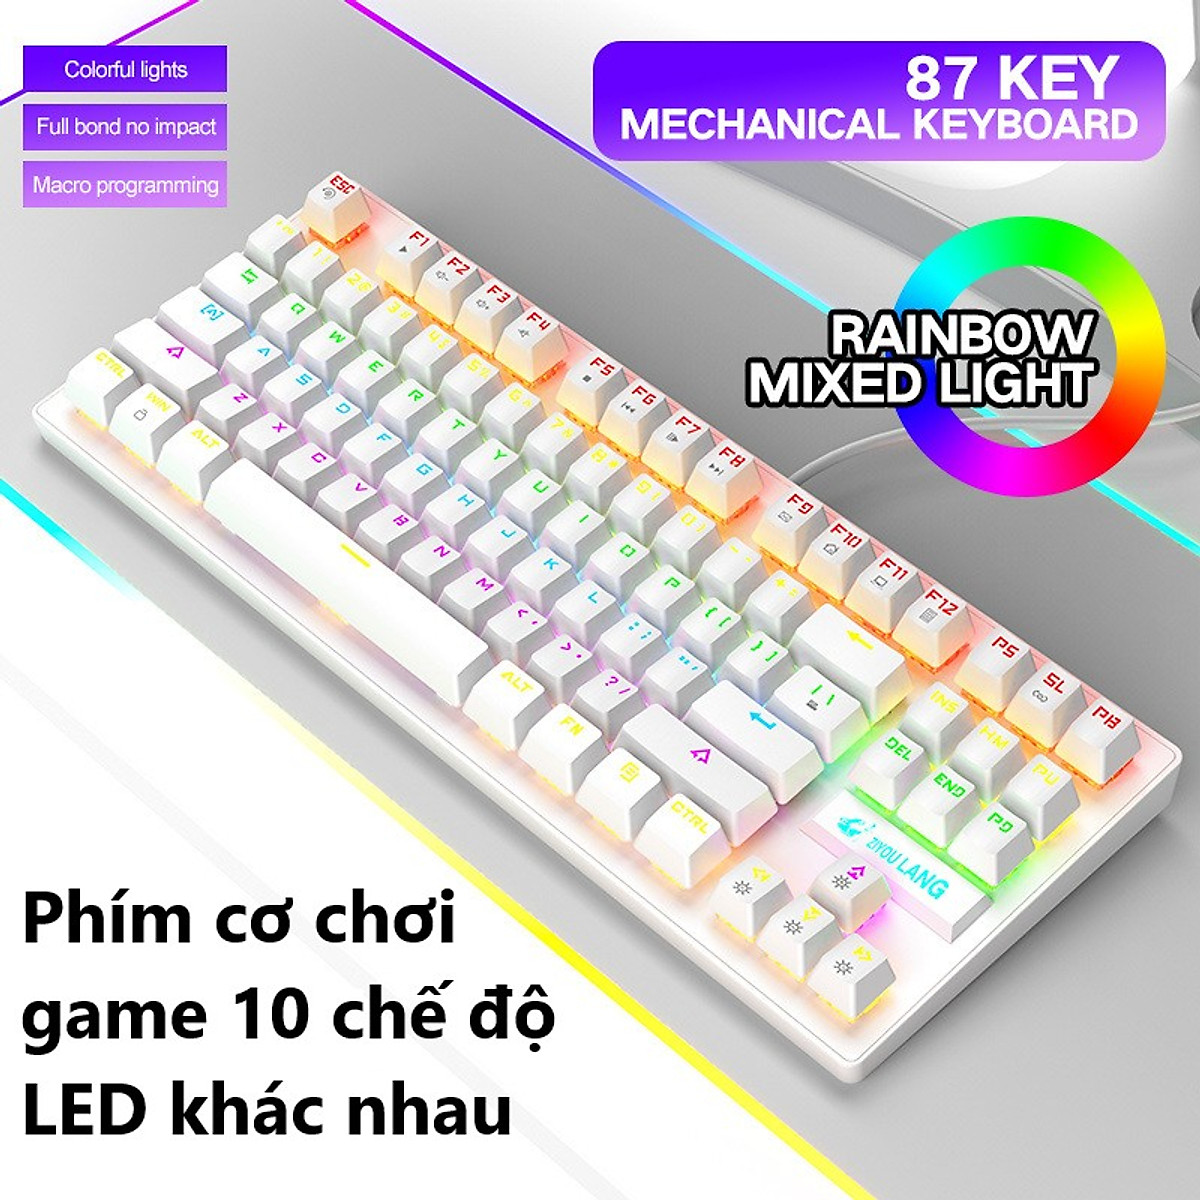 Colorful lights
Full bond no impact
Macro programming
87 KEY
MECHANICAL KEYBOARD
RAINBOW
MIXED LIGHT
ESC F1 F2 F3 F4 F5 F6 F7 F8 F9 F10 F11 F12 PS SL PB
Q W E R T Y U I O P
A S D F G H J K L
Z X C V B N M
CTRL WIN ALT ALT FN CTRL
INS HM PU
DEL END PD
ZIYOU LANG
Phím cơ chơi
game 10 chế độ
LED khác nhau